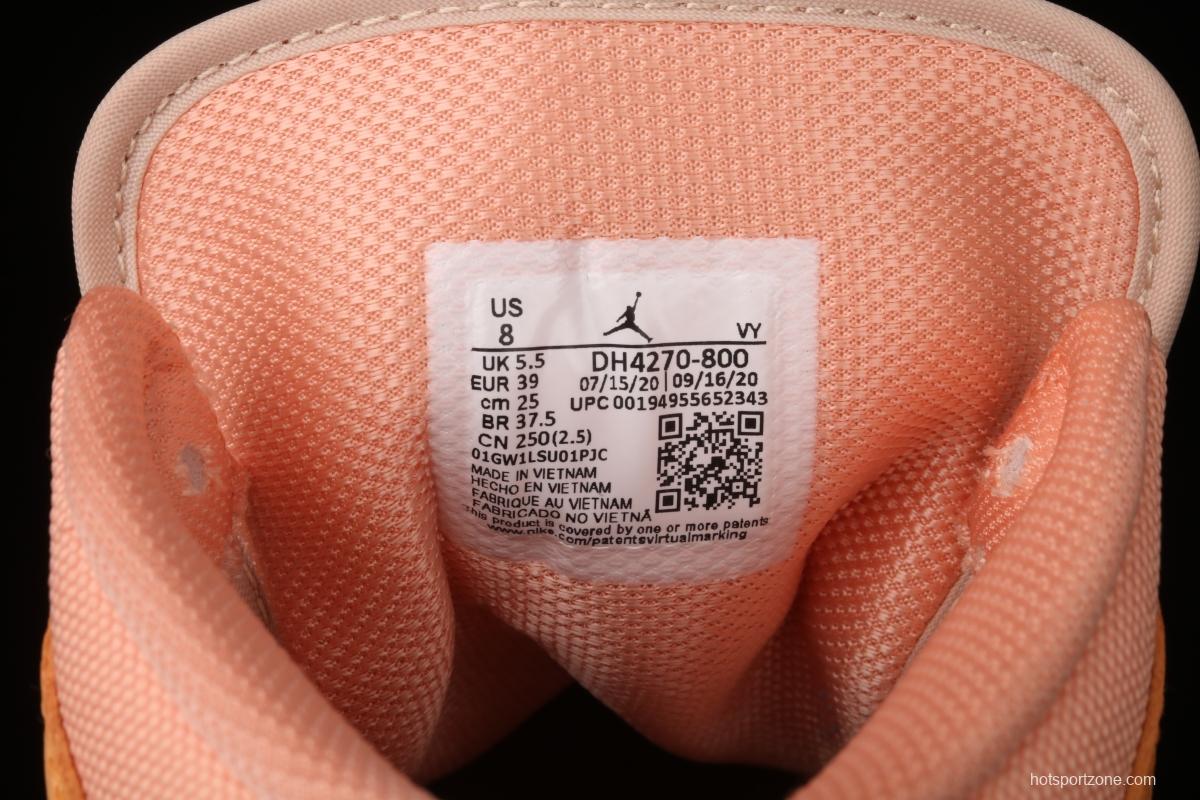 US
8
VY
UK 5.5
EUR 39
cm 25
BR 37.5
CN 250(2.5)
DH4270-800
07/15/20 | 09/16/20
UPC 00194955652343
01GW1LSU01PJC
MADE IN VIETNAM
HECHO EN VIETNAM
FABRIQUE AU VIETNAM
FABRICADO NO VIETNÃ
This product is covered by one or more patents
www.nike.com/patentsvirtualmarking
hotsportzone.com